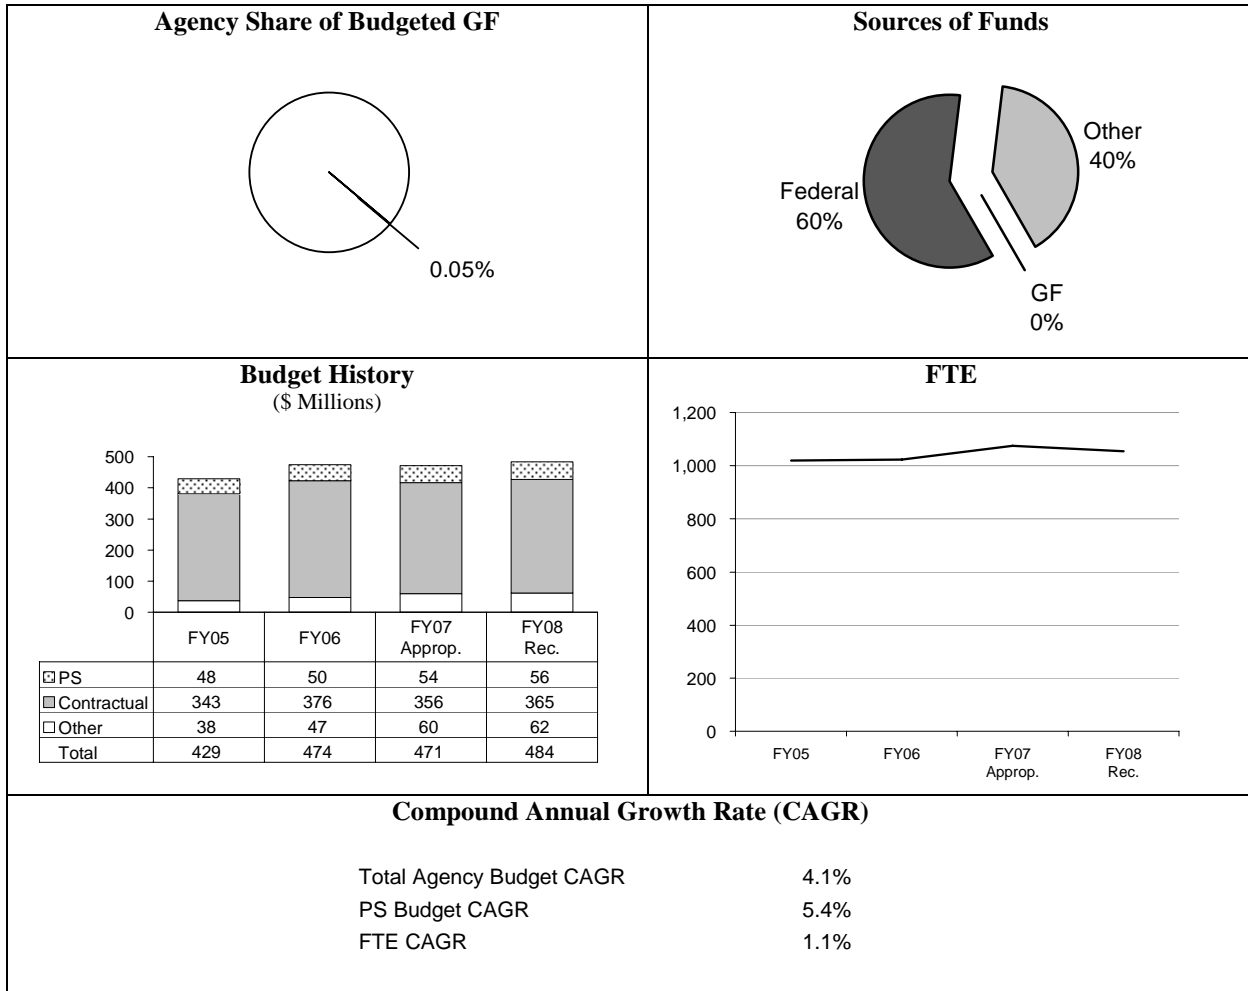 Agency Share of Budgeted GF
0.05%
Sources of Funds
Other
40%
Federal
60%
GF
0%
Budget History
($ Millions)
500
400
300
200
100
0
FY05 FY06 FY07 Approp. FY08 Rec.
PS 48 50 54 56
Contractual 343 376 356 365
Other 38 47 60 62
Total 429 474 471 484
FTE
1,200
1,000
800
600
400
200
0
FY05 FY06 FY07 Approp. FY08 Rec.
Compound Annual Growth Rate (CAGR)
Total Agency Budget CAGR 4.1%
PS Budget CAGR 5.4%
FTE CAGR 1.1%